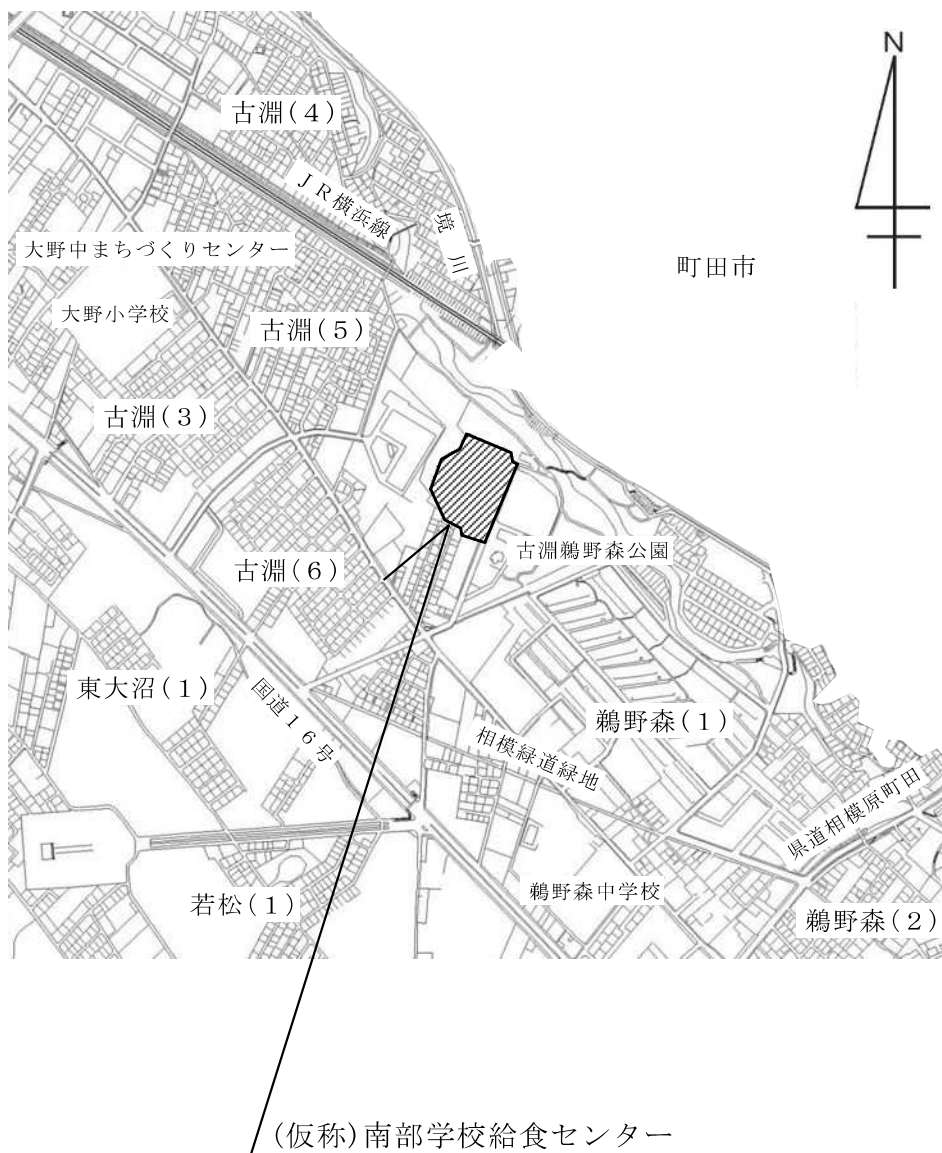 N
古淵(４)
ＪＲ横浜線
境川
大野中まちづくりセンター
町田市
大野小学校
古淵(５)
古淵(３)
古淵鵜野森公園
古淵(６)
東大沼(１)
国道１６号
鵜野森(１)
相模緑道緑地
県道相模原町田
鵜野森中学校
若松(１)
鵜野森(２)
(仮称)南部学校給食センター